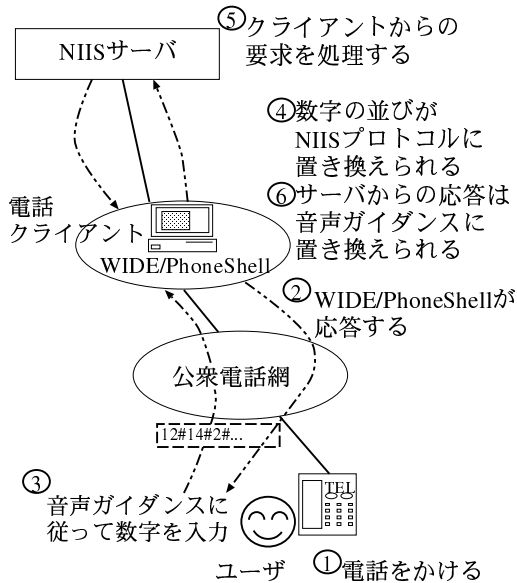 ⑤クライアントからの
要求を処理する
NIISサーバ
④数字の並びが
NIISプロトコルに
置き換えられる
⑥サーバからの応答は
音声ガイダンスに
置き換えられる
電話
クライアント
WIDE/PhoneShell
②WIDE/PhoneShellが
応答する
公衆電話網
12#14#2#...
③音声ガイダンスに
従って数字を入力
TEL
ユーザ
①電話をかける